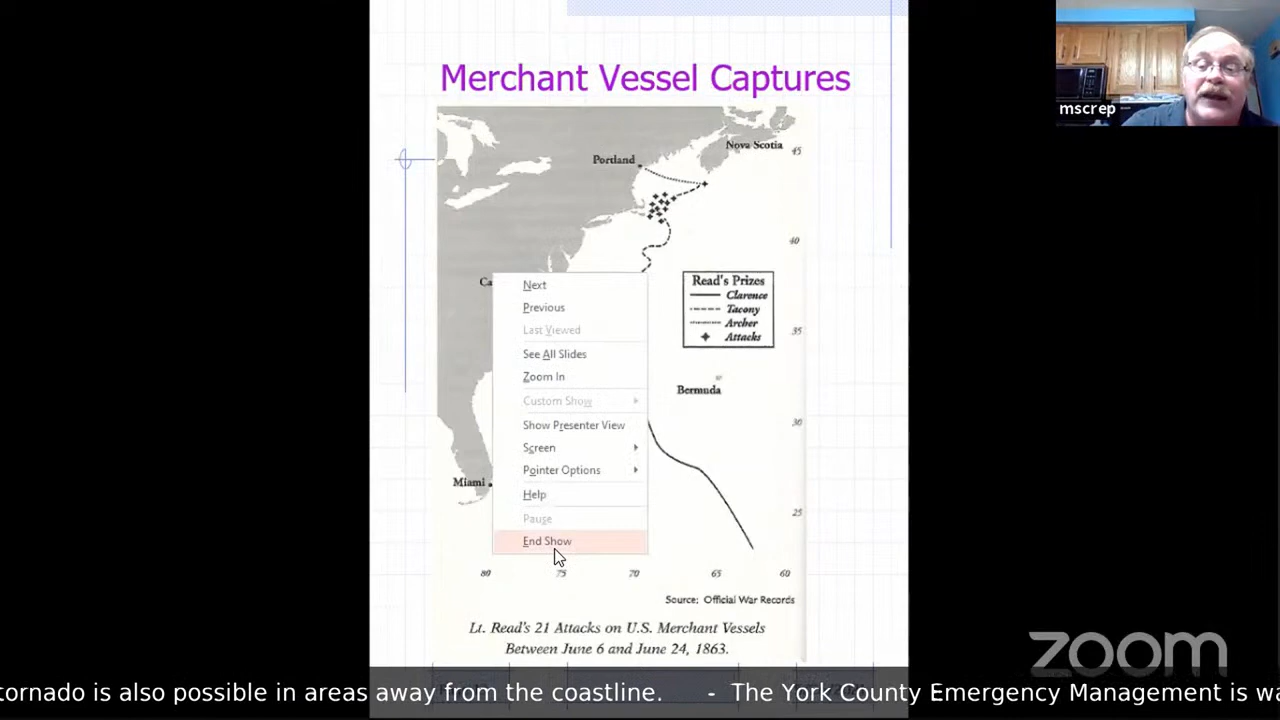 Merchant Vessel Captures
mscrep
Nova Scotia
45
Portland
40
Read's Prizes
Clarence
Tacony
Archer
Attacks
35
Bermuda
30
Miami
25
80
75
70
65
60
Next
Previous
Last Viewed
See All Slides
Zoom In
Custom Show
Show Presenter View
Screen
Pointer Options
Help
Pause
End Show
Source: Official War Records
Lt. Read's 21 Attacks on U.S. Merchant Vessels
Between June 6 and June 24, 1863.
zoom
tornado is also possible in areas away from the coastline. - The York County Emergency Management is